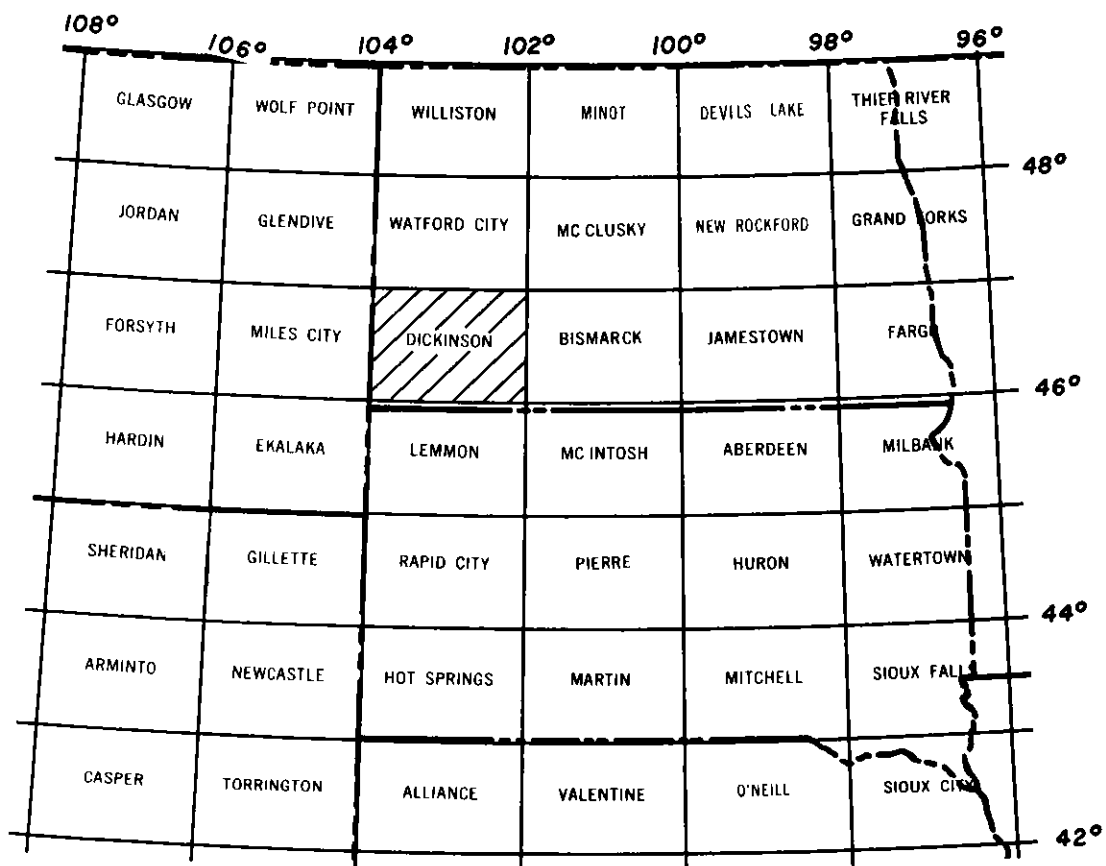 108° 106° 104° 102° 100° 98° 96°
GLASGOW WOLF POINT WILLISTON MINOT DEVILS LAKE THIEF RIVER
FALLS
48°
JORDAN GLENDIVE WATFORD CITY MC CLUSKY NEW ROCKFORD GRAND FORKS
FORSYTH MILES CITY DICKINSON BISMARCK JAMESTOWN FARGO
46°
HARDIN EKALAKA LEMMON MC INTOSH ABERDEEN MILBANK
SHERIDAN GILLETTE RAPID CITY PIERRE HURON WATERTOWN
44°
ARMINTO NEWCASTLE HOT SPRINGS MARTIN MITCHELL SIOUX FALLS
CASPER TORRINGTON ALLIANCE VALENTINE O'NEILL SIOUX CITY
42°